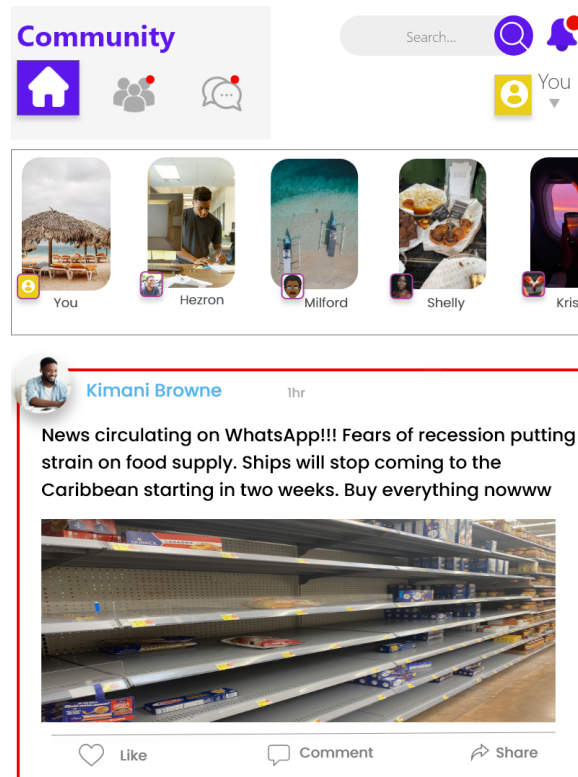 Community
Search...
You
You
Hezron
Milford
Shelly
Kris
Kimani Browne
1hr
News circulating on WhatsApp!!! Fears of recession putting
strain on food supply. Ships will stop coming to the
Caribbean starting in two weeks. Buy everything nowww
Like
Comment
Share